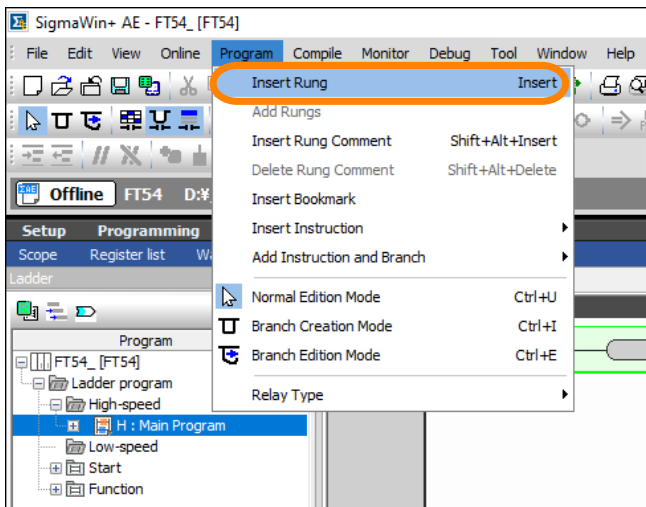 SigmaWin+ AE - FT54_ [FT54]
File Edit View Online Program Compile Monitor Debug Tool Window Help
Insert Rung Insert
Add Rungs
Insert Rung Comment Shift+Alt+Insert
Delete Rung Comment Shift+Alt+Delete
Insert Bookmark
Insert Instruction
Add Instruction and Branch
Normal Edition Mode Ctrl+U
Branch Creation Mode Ctrl+I
Branch Edition Mode Ctrl+E
Relay Type
Offline FT54 D:¥
Setup Programming
Scope Register list
Ladder
Program
FT54_ [FT54]
Ladder program
High-speed
H : Main Program
Low-speed
Start
Function